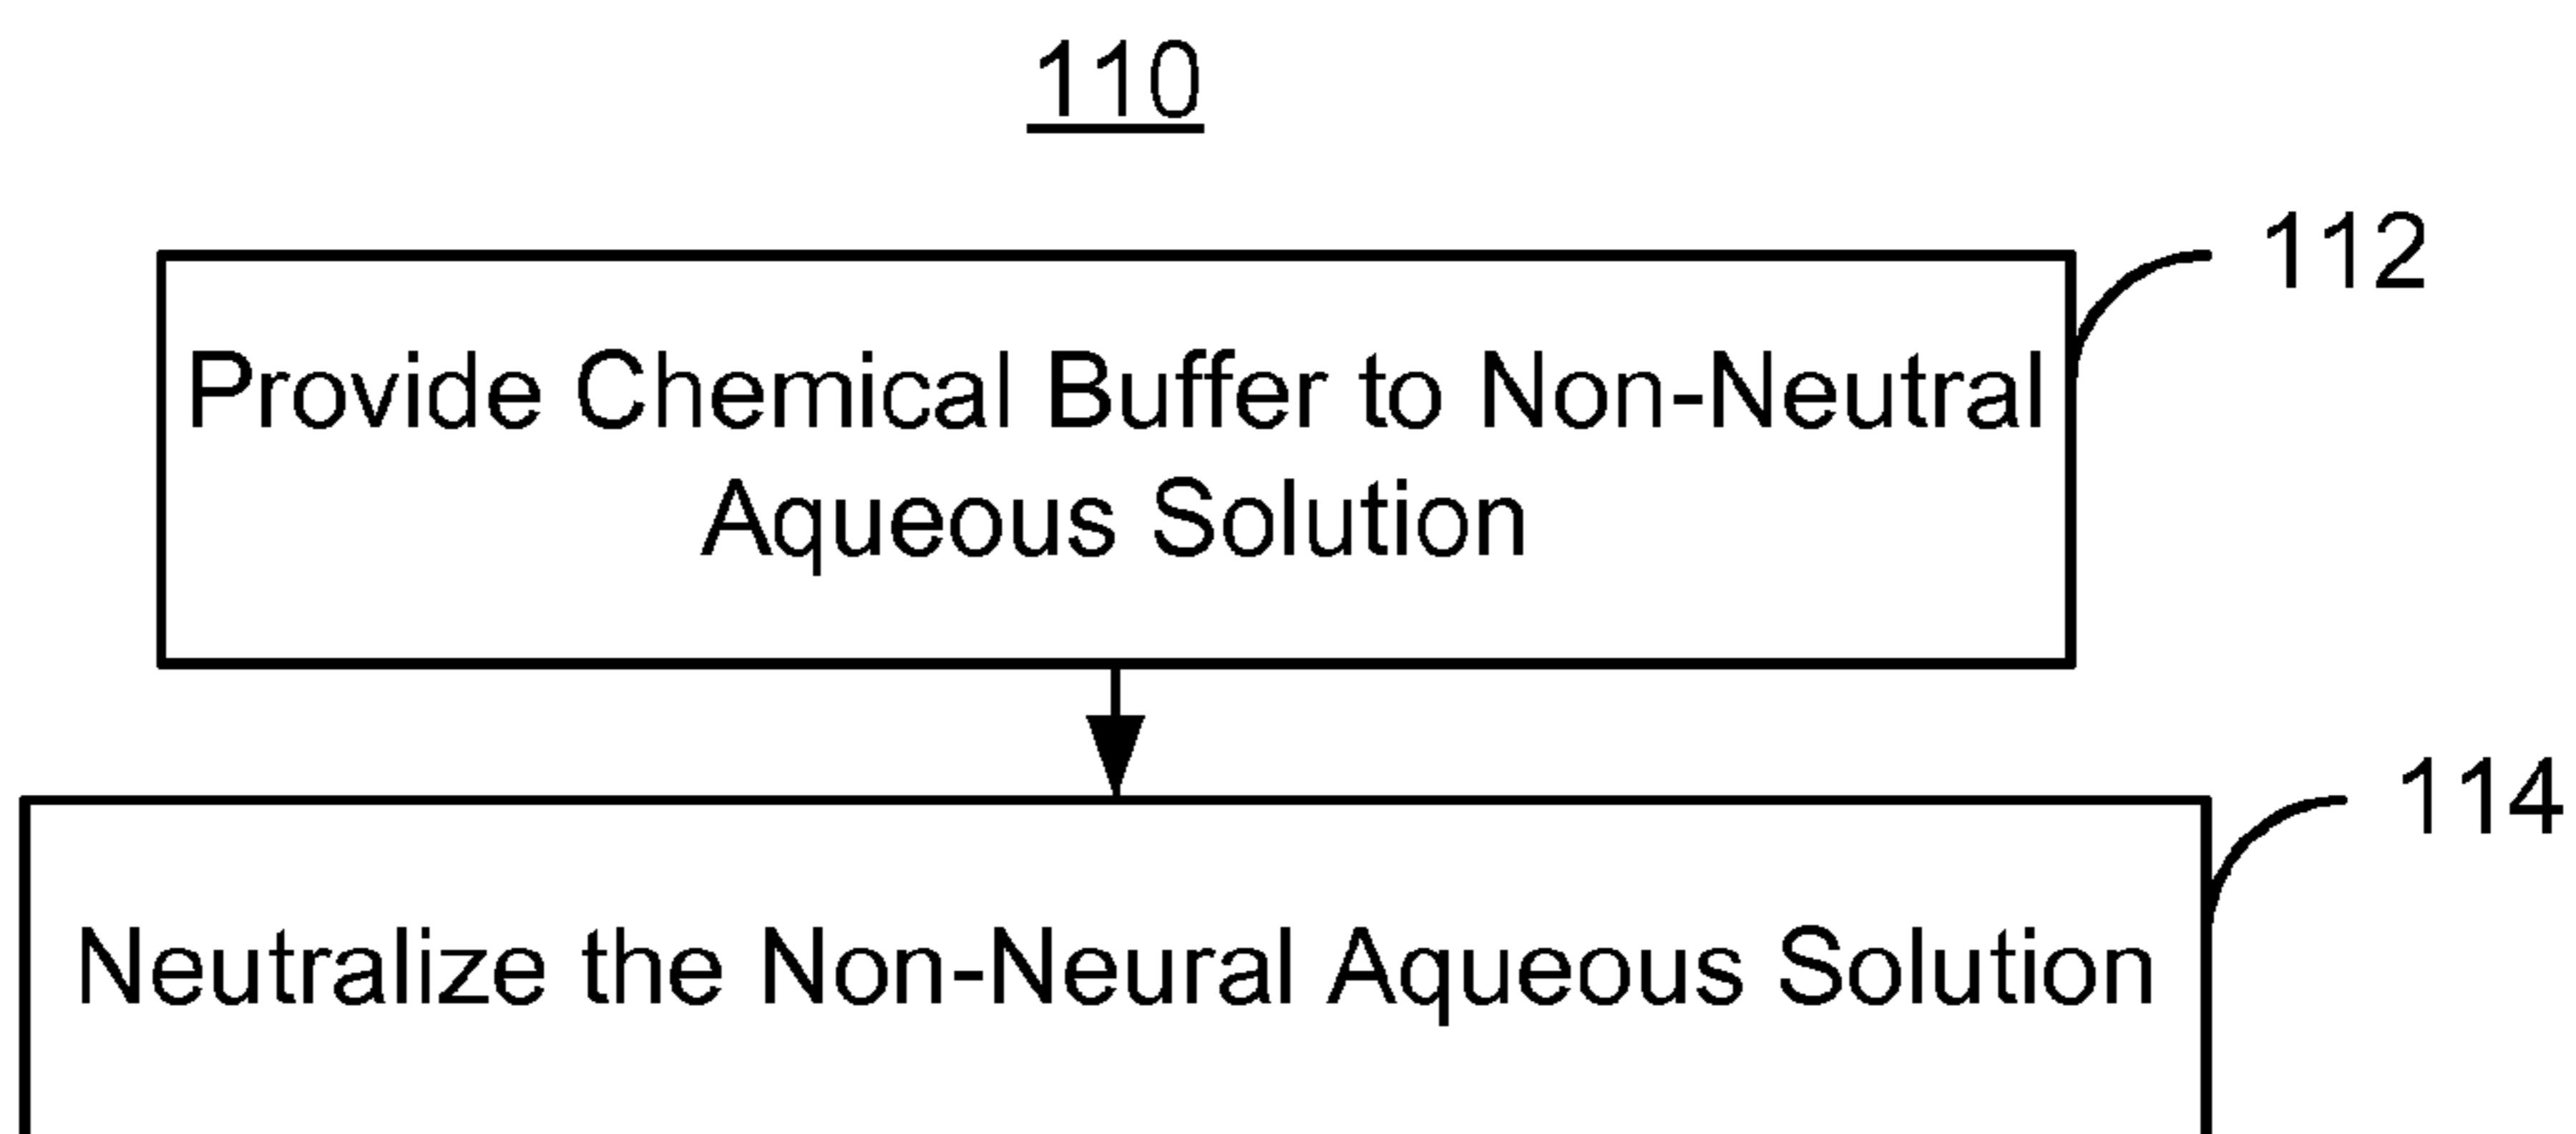 110
112
Provide Chemical Buffer to Non-Neutral
Aqueous Solution
114
Neutralize the Non-Neural Aqueous Solution